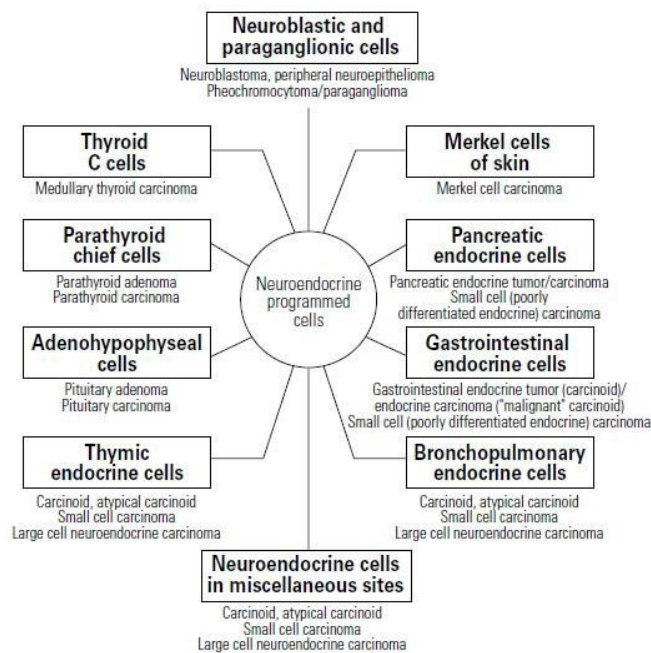 Neuroblastic and
paraganglionic cells
Neuroblastoma, peripheral neuroepithelioma
Pheochromocytoma/paraganglioma
Thyroid
C cells
Medullary thyroid carcinoma
Merkel cells
of skin
Merkel cell carcinoma
Parathyroid
chief cells
Parathyroid adenoma
Parathyroid carcinoma
Neuroendocrine
programmed
cells
Pancreatic
endocrine cells
Pancreatic endocrine tumor/carcinoma
Small cell (poorly
differentiated endocrine) carcinoma
Adenohypophyseal
cells
Pituitary adenoma
Pituitary carcinoma
Gastrointestinal
endocrine cells
Gastrointestinal endocrine tumor (carcinoid)/
endocrine carcinoma ("malignant" carcinoid)
Small cell (poorly differentiated endocrine) carcinoma
Thymic
endocrine cells
Carcinoid, atypical carcinoid
Small cell carcinoma
Large cell neuroendocrine carcinoma
Bronchopulmonary
endocrine cells
Carcinoid, atypical carcinoid
Small cell carcinoma
Large cell neuroendocrine carcinoma
Neuroendocrine cells
in miscellaneous sites
Carcinoid, atypical carcinoid
Small cell carcinoma
Large cell neuroendocrine carcinoma